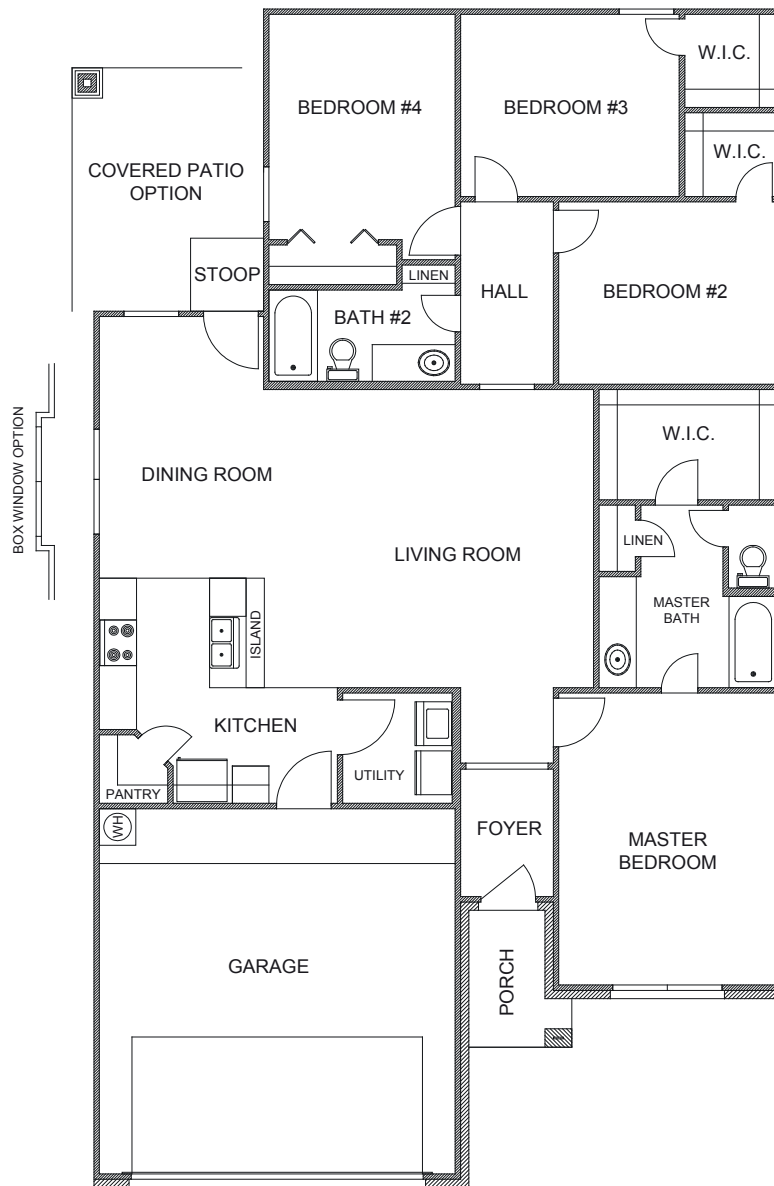 W.I.C.
BEDROOM #4
BEDROOM #3
W.I.C.
COVERED PATIO
OPTION
STOOP
LINEN
HALL
BEDROOM #2
BATH #2
W.I.C.
BOX WINDOW OPTION
DINING ROOM
LIVING ROOM
LINEN
MASTER
BATH
ISLAND
KITCHEN
UTILITY
PANTRY
WH
FOYER
MASTER
BEDROOM
GARAGE
PORCH